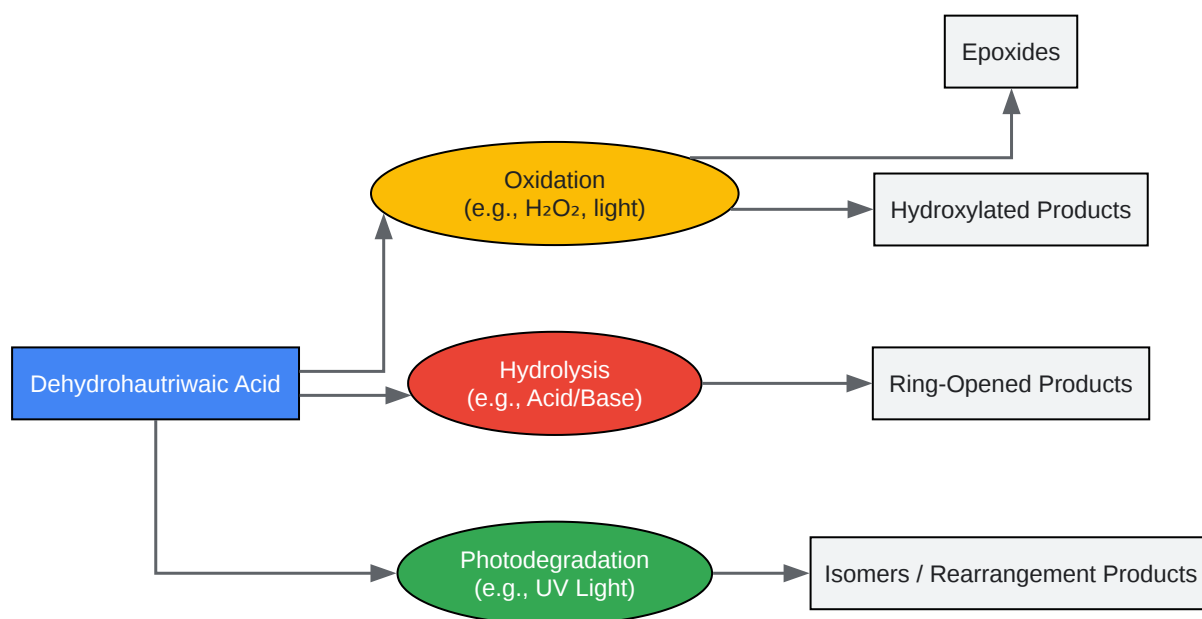 Epoxides
Oxidation
(e.g., H₂O₂, light)
Hydroxylated Products
Dehydrohautriwaic Acid
Hydrolysis
(e.g., Acid/Base)
Ring-Opened Products
Photodegradation
(e.g., UV Light)
Isomers / Rearrangement Products